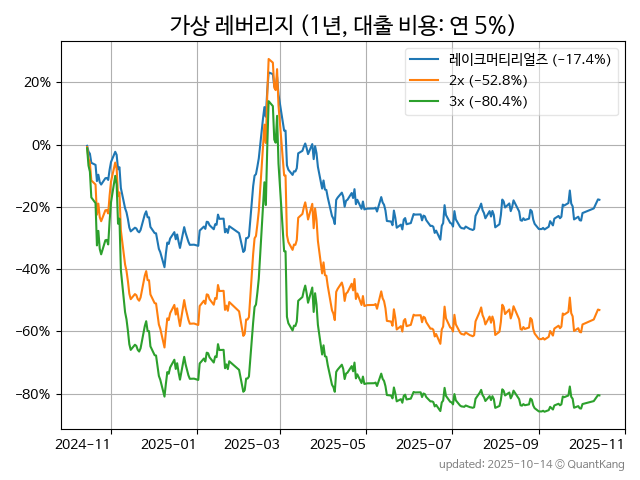 가상 레버리지 (1년, 대출 비용: 연 5%)
레이크머티리얼즈 (−17.4%)
2x (−52.8%)
3x (−80.4%)
20%
0%
−20%
−40%
−60%
−80%
2024−11 2025−01 2025−03 2025−05 2025−07 2025−09 2025−11
updated: 2025-10-14 © QuantKang